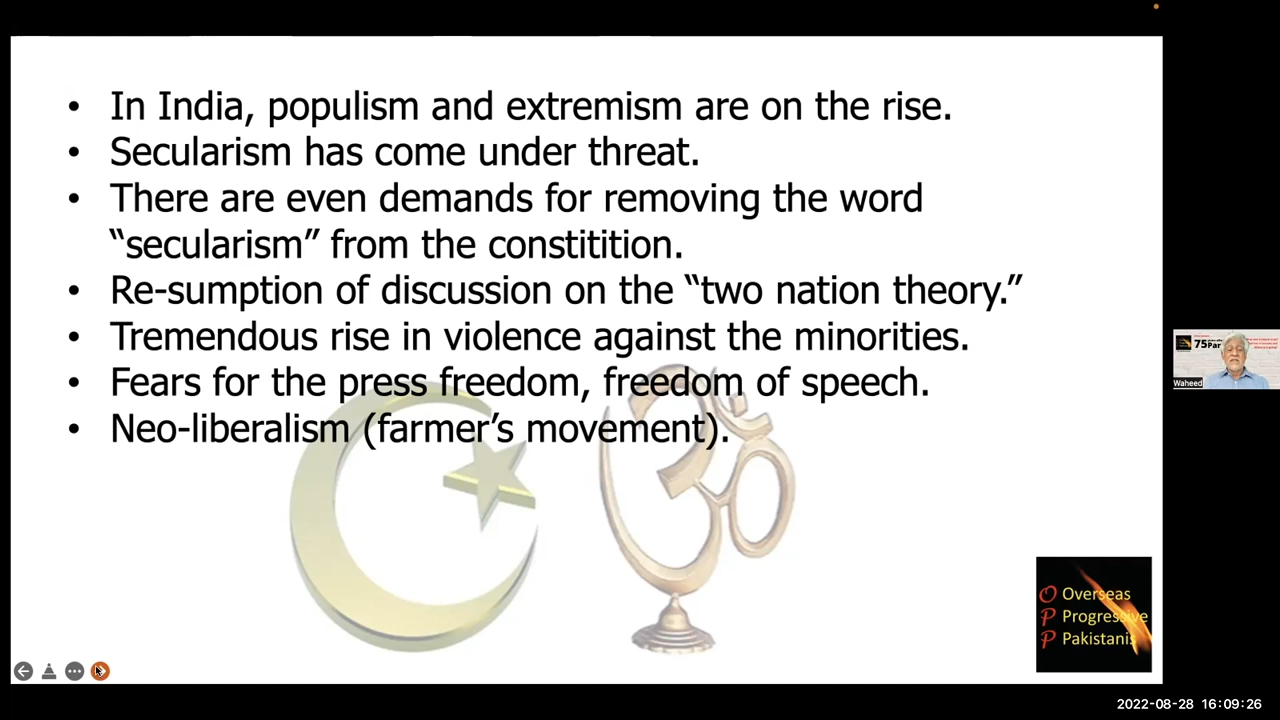 • In India, populism and extremism are on the rise.
• Secularism has come under threat.
• There are even demands for removing the word
“secularism” from the constitition.
• Re-sumption of discussion on the “two nation theory.”
• Tremendous rise in violence against the minorities.
• Fears for the press freedom, freedom of speech.
• Neo-liberalism (farmer’s movement).
75
Par
Waheed
O Overseas
P Progressive
P Pakistanis
2022-08-28 16:09:26